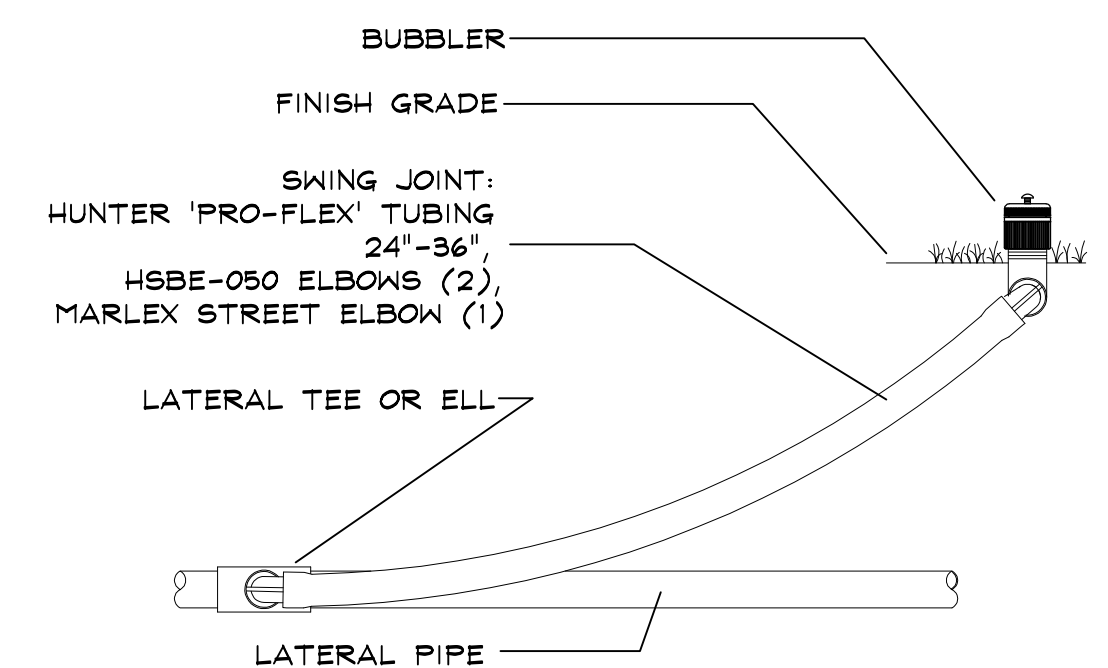 BUBBLER
FINISH GRADE
SWING JOINT:
HUNTER 'PRO-FLEX' TUBING
24"-36",
HSBE-050 ELBOWS (2),
MARLEX STREET ELBOW (1)
LATERAL TEE OR ELL
LATERAL PIPE